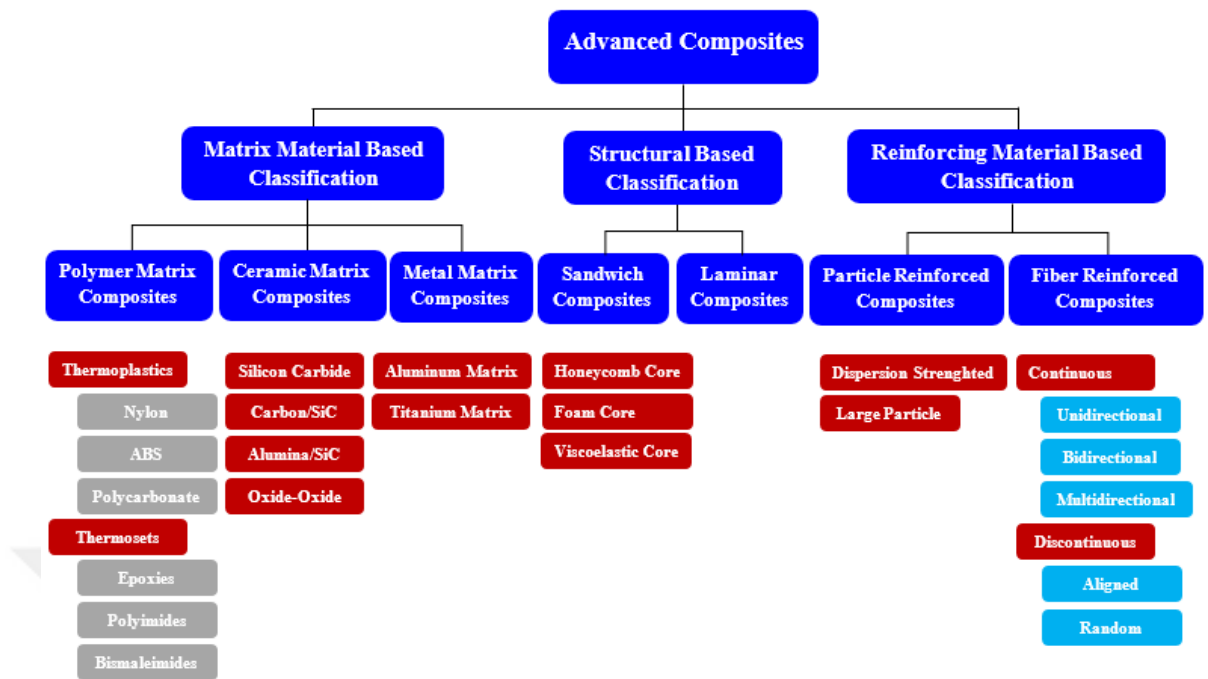 Advanced Composites
Matrix Material Based
Classification
Structural Based
Classification
Reinforcing Material Based
Classification
Polymer Matrix
Composites
Ceramic Matrix
Composites
Metal Matrix
Composites
Sandwich
Composites
Laminar
Composites
Particle Reinforced
Composites
Fiber Reinforced
Composites
Thermoplastics
Nylon
ABS
Polycarbonate
Thermosets
Epoxies
Polyimides
Bismaleimides
Silicon Carbide
Carbon/SiC
Alumina/SiC
Oxide-Oxide
Aluminum Matrix
Titanium Matrix
Honeycomb Core
Foam Core
Viscoelastic Core
Dispersion Strenghted
Large Particle
Continuous
Unidirectional
Bidirectional
Multidirectional
Discontinuous
Aligned
Random